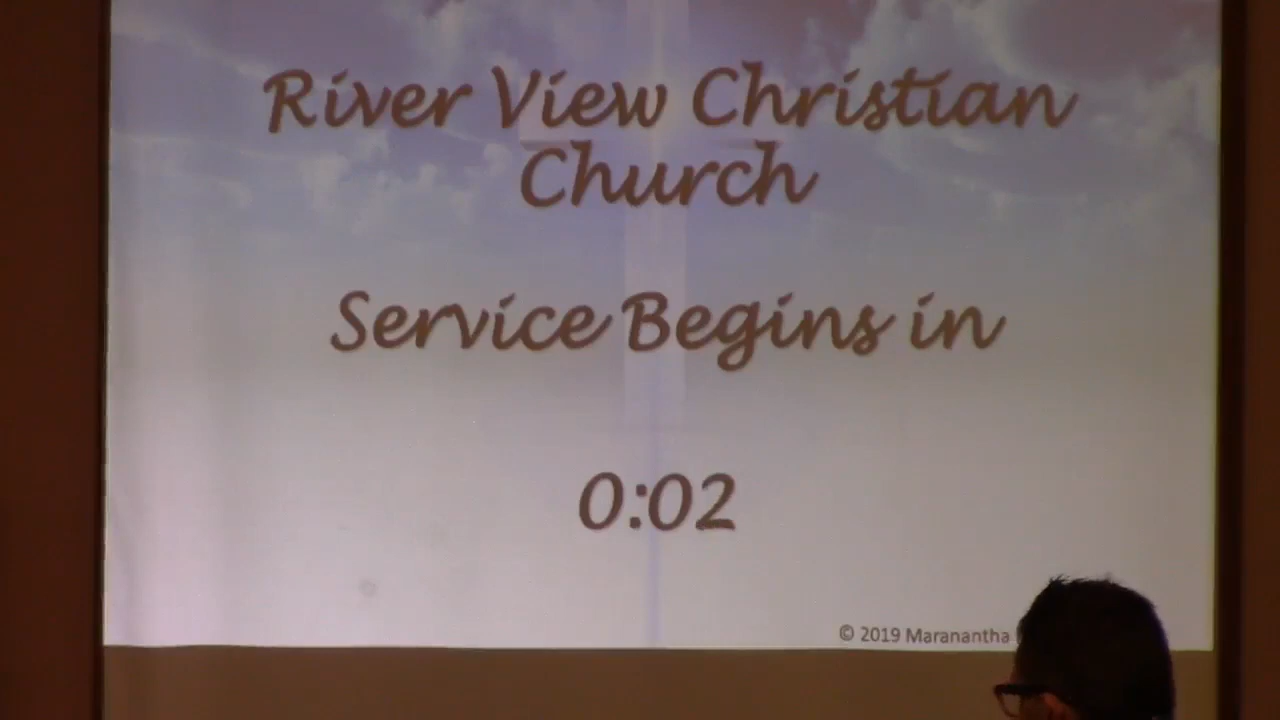 River View Christian
Church
Service Begins in
0:02
© 2019 Maranantha